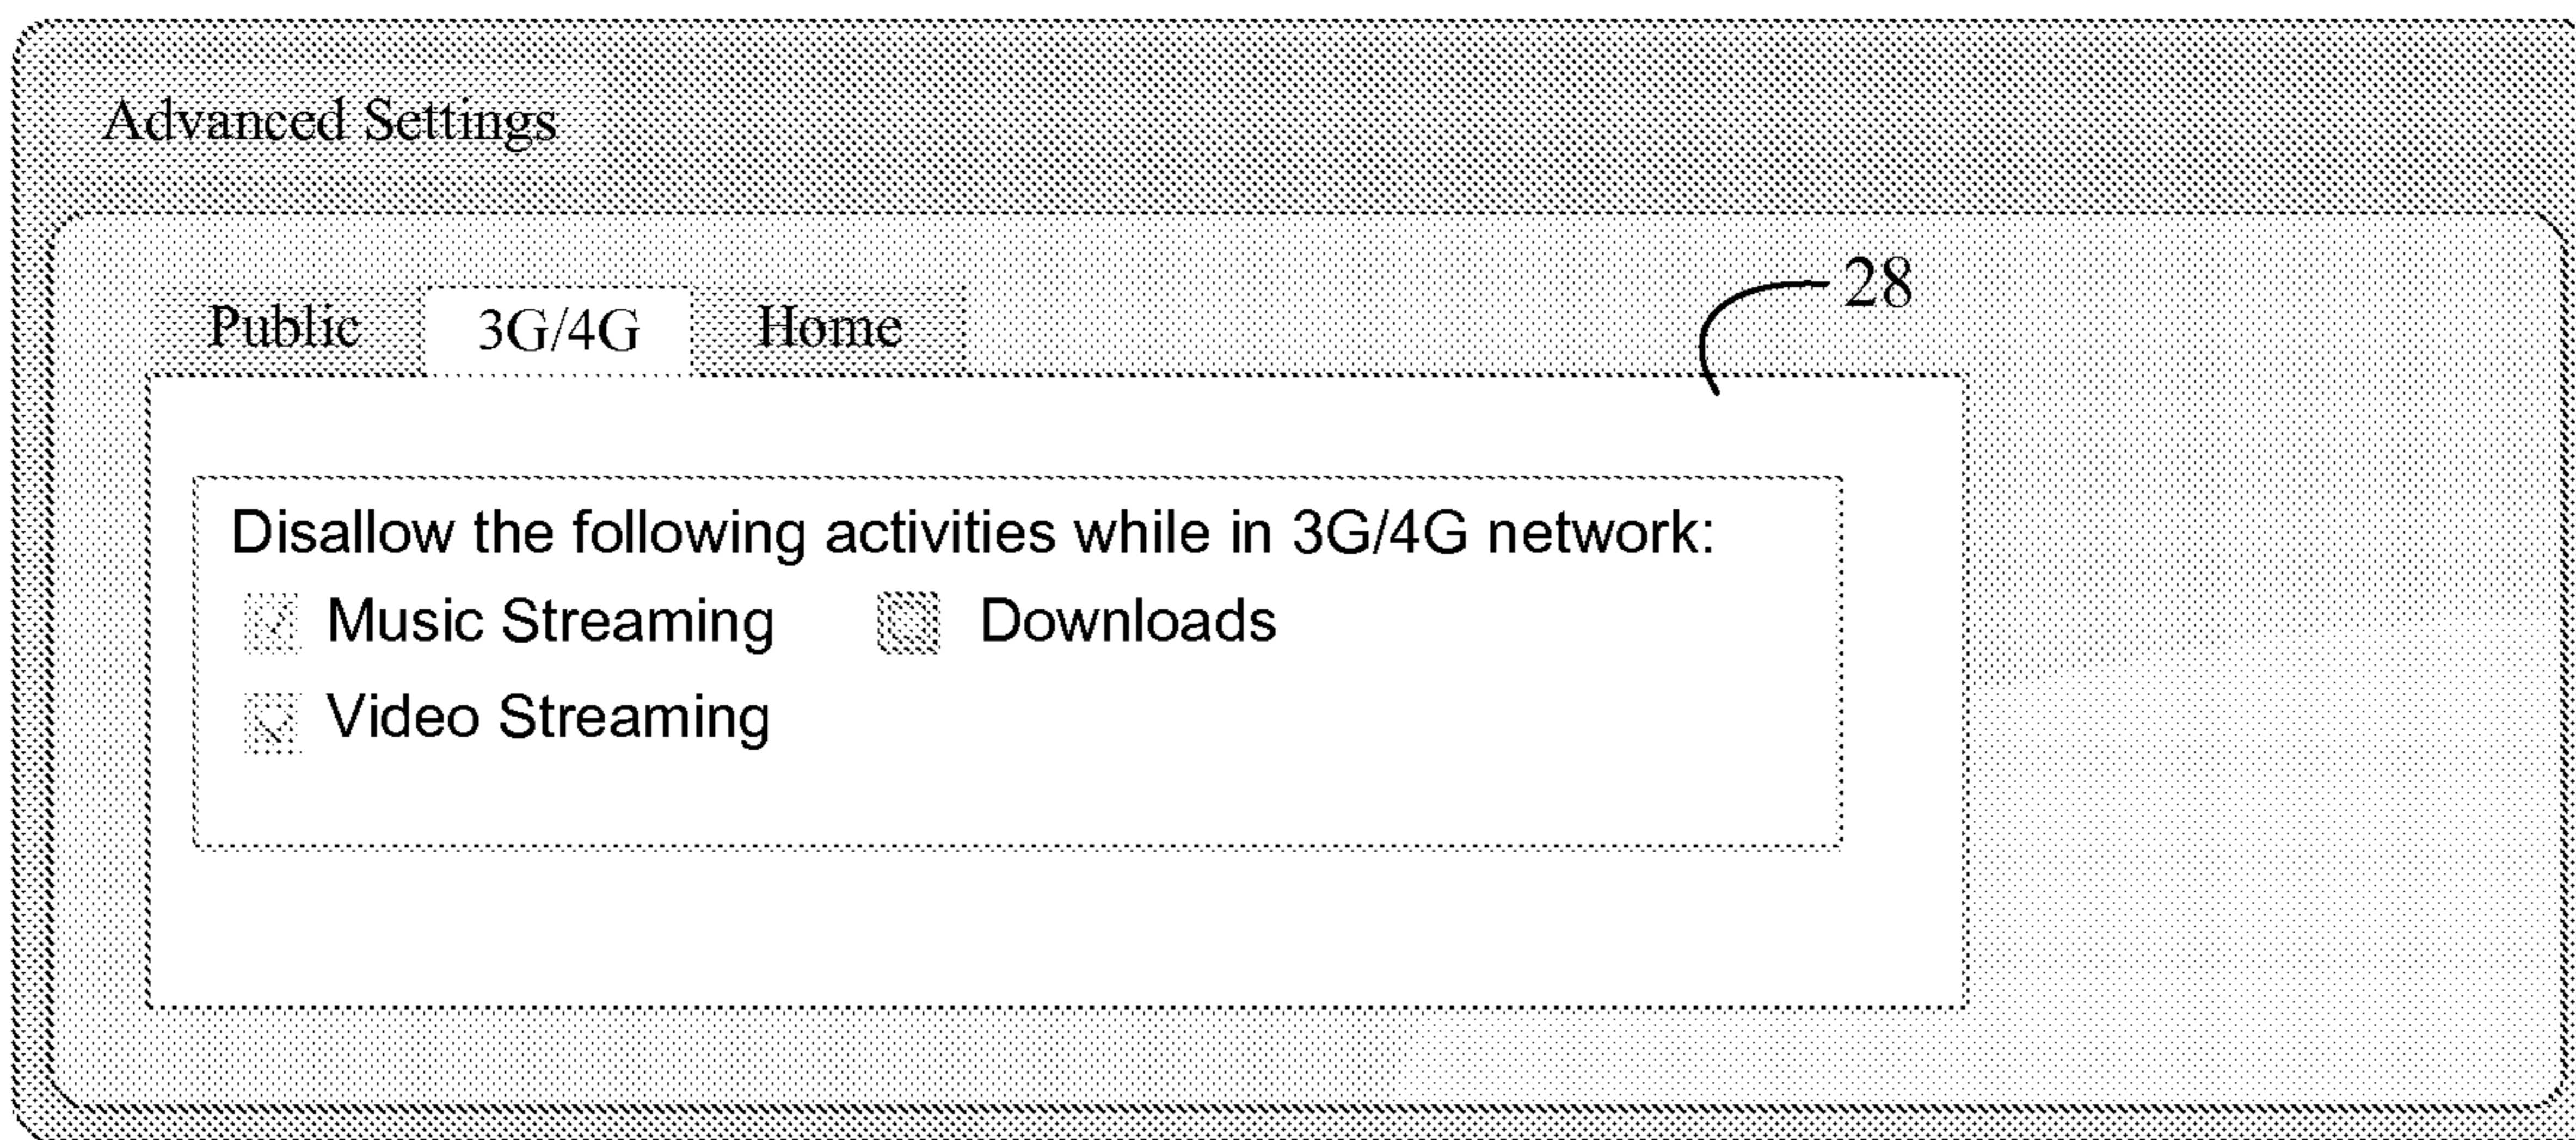 Advanced Settings
28
Public 3G/4G Home
Disallow the following activities while in 3G/4G network:
Music Streaming Downloads
Video Streaming